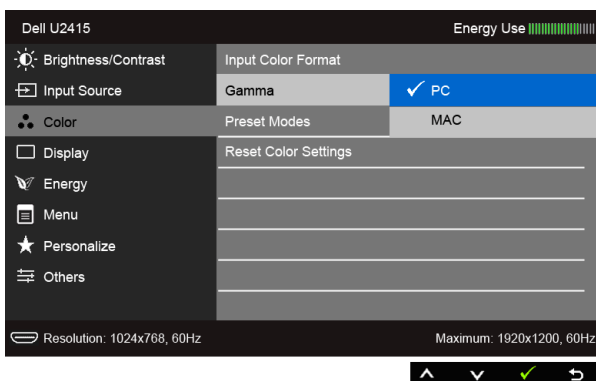 Dell U2415 Energy Use
Brightness/Contrast Input Color Format
Input Source Gamma PC
Color Preset Modes MAC
Display Reset Color Settings
Energy
Menu
Personalize
Others
Resolution: 1024x768, 60Hz Maximum: 1920x1200, 60Hz